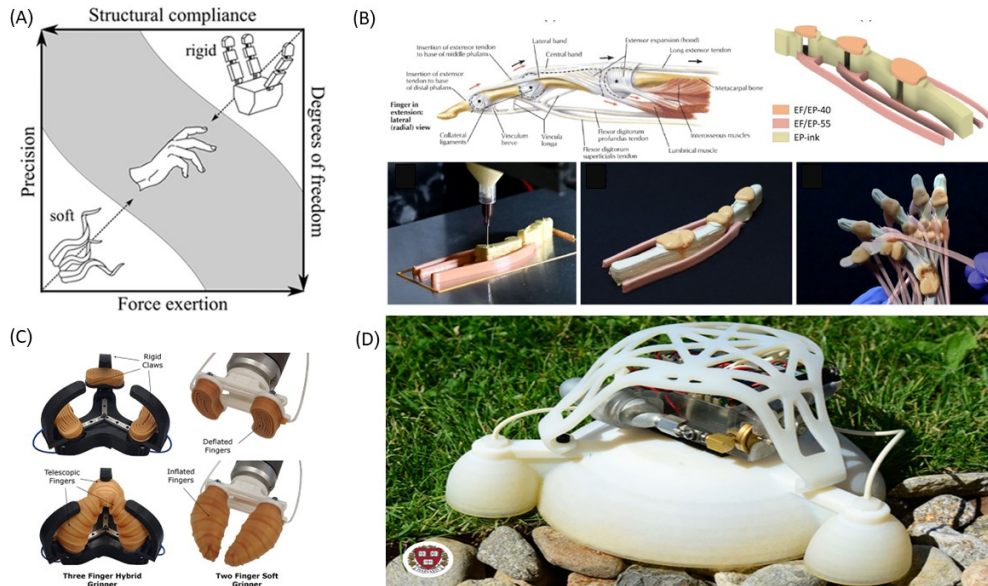 (A)
Structural compliance
rigid
Precision
Degrees of freedom
soft
Force exertion
(B)
Insertion of extensor tendon
to base of middle phalanx
Lateral band
Central band
Extensor expansion (hood)
Long extensor tendon
Insertion of extensor
tendon to base
of distal phalanx
Metacarpal bone
Finger in
extension:
lateral
(radial) view
Collateral
ligaments
Vinculum
breve
Vincula
longa
Flexor digitorum
profundus tendon
Flexor digitorum
superficialis tendon
Interosseous muscles
Lumbrical muscle
EF/EP-40
EF/EP-55
EP-ink
(C)
Rigid
Claws
Deflated
Fingers
Telescopic
Fingers
Inflated
Fingers
Three Finger Hybrid
Gripper
Two Finger Soft
Gripper
(D)